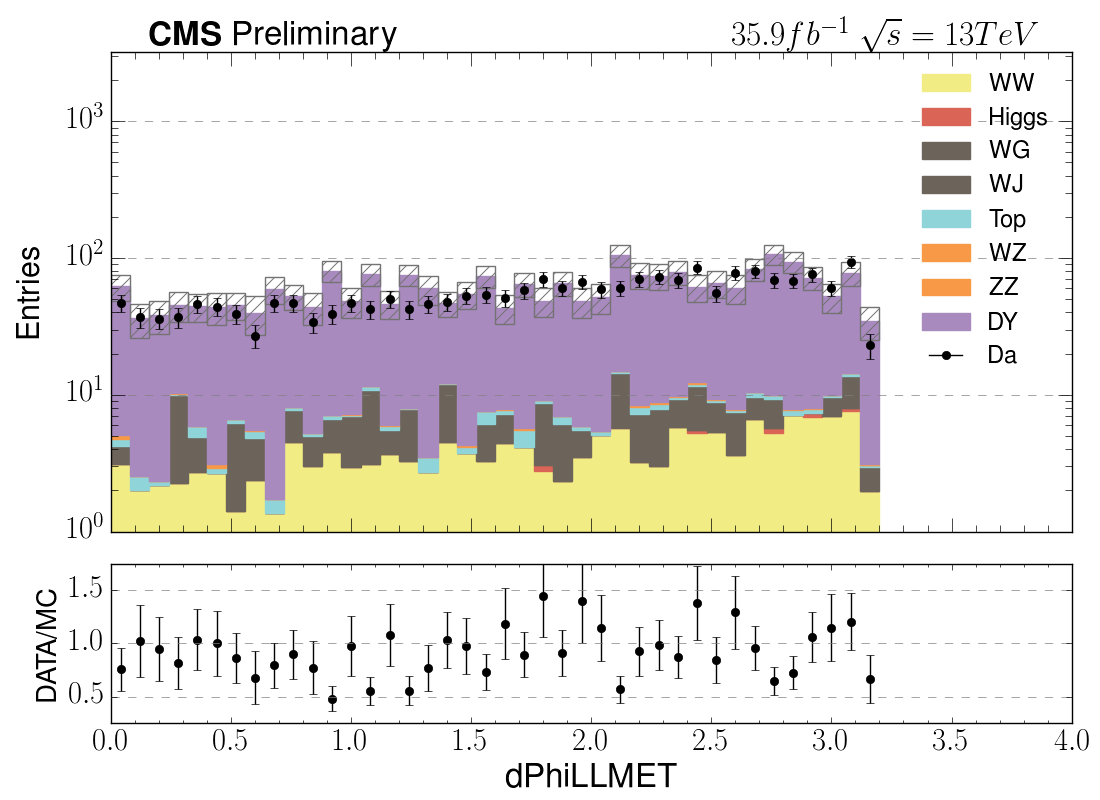 CMS Preliminary
35.9fb⁻¹ √s = 13TeV
Entries
10³
10²
10¹
10⁰
WW
Higgs
WG
WJ
Top
WZ
ZZ
DY
Da
DATA/MC
1.5
1.0
0.5
0.0 0.5 1.0 1.5 2.0 2.5 3.0 3.5 4.0
dPhiLLMET